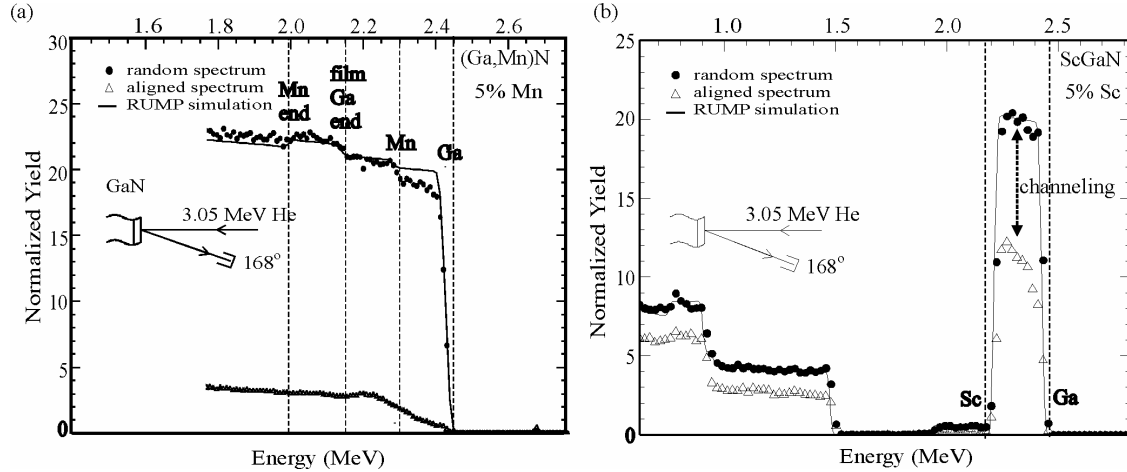 (a)
1.8 2.0 2.2 2.4
30
25
20
15
10
5
0
1.6 2.6
(Ga,Mn)N
5% Mn
random spectrum
aligned spectrum
RUMP simulation
Mn
end
film
Ga
end
Mn
Ga
GaN
3.05 MeV He
168°
Normalized Yield
Energy (MeV)
(b)
1.0 1.5 2.0 2.5
25
20
15
10
5
0
ScGaN
5% Sc
random spectrum
aligned spectrum
RUMP simulation
channeling
3.05 MeV He
168°
Sc
Ga
Normalized Yield
Energy (MeV)